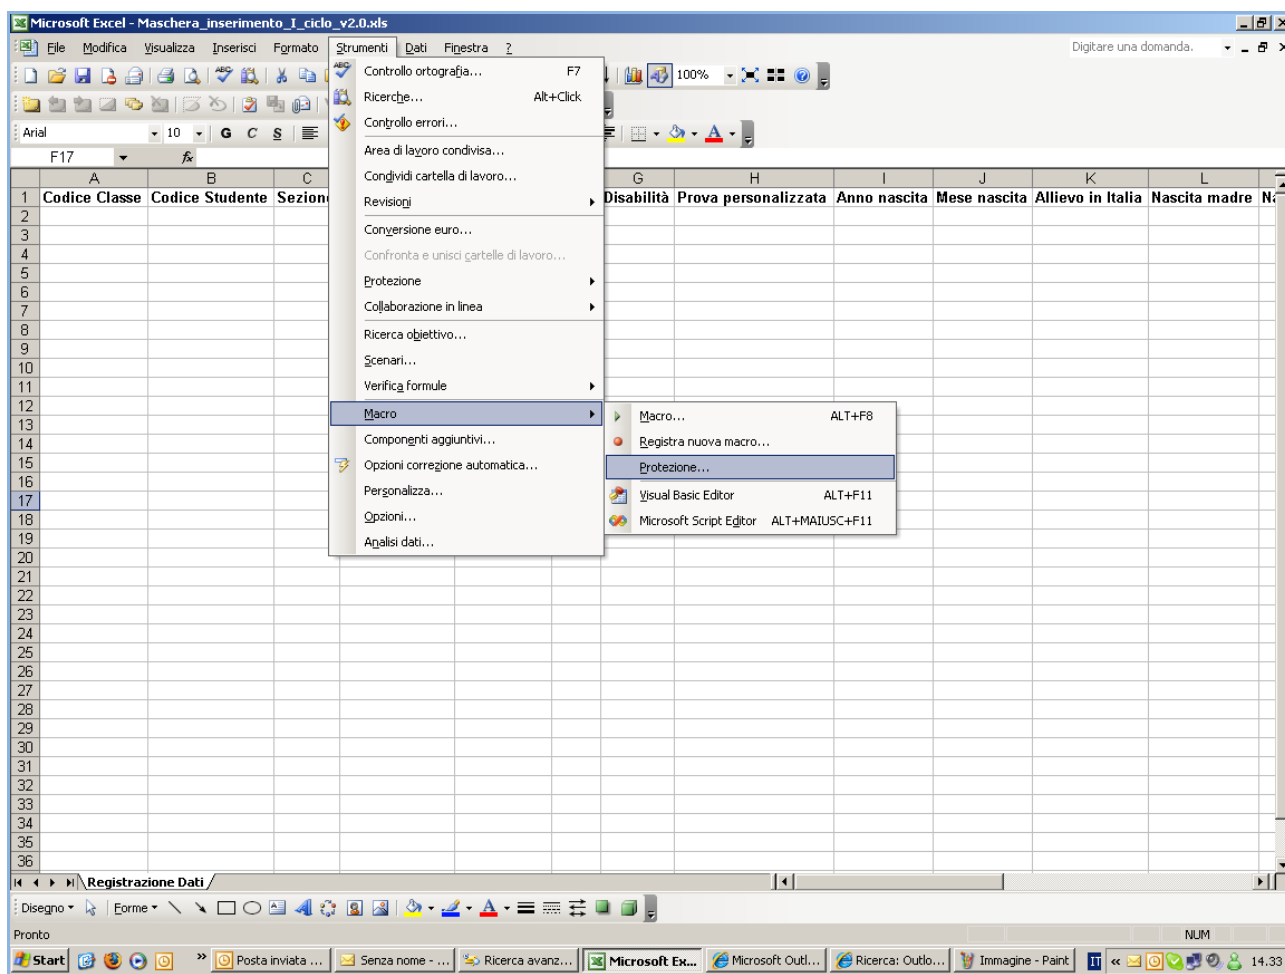 Microsoft Excel - Maschera_inserimento_I_ciclo_v2.0.xls
File Modifica Visualizza Inserisci Formato Strumenti Dati Finestra ? Digitare una domanda.
100%
Arial 10 G C S
F17 fx
A B C G H I J K L
1 Codice Classe Codice Studente Sezion Disabilità Prova personalizzata Anno nascita Mese nascita Allievo in Italia Nascita madre Na
2
3
4
5
6
7
8
9
10
11
12
13
14
15
16
17
18
19
20
21
22
23
24
25
26
27
28
29
30
31
32
33
34
35
36
Controllo ortografia... F7
Ricerche... Alt+Click
Controllo errori...
Area di lavoro condivisa...
Condividi cartella di lavoro...
Revisioni
Conversione euro...
Confronta e unisci cartelle di lavoro...
Protezione
Collaborazione in linea
Ricerca obiettivo...
Scenari...
Verifica formule
Macro
Componenti aggiuntivi...
Opzioni correzione automatica...
Personalizza...
Opzioni...
Analisi dati...
Macro... ALT+F8
Registra nuova macro...
Protezione...
Visual Basic Editor ALT+F11
Microsoft Script Editor ALT+MAIUSC+F11
Registrazione Dati
Disegno Forme
Pronto NUM
Start » Posta inviata ... Senza nome - ... Ricerca avanz... Microsoft Ex... Microsoft Outl... Ricerca: Outlo... Immagine - Paint IT « 14.33